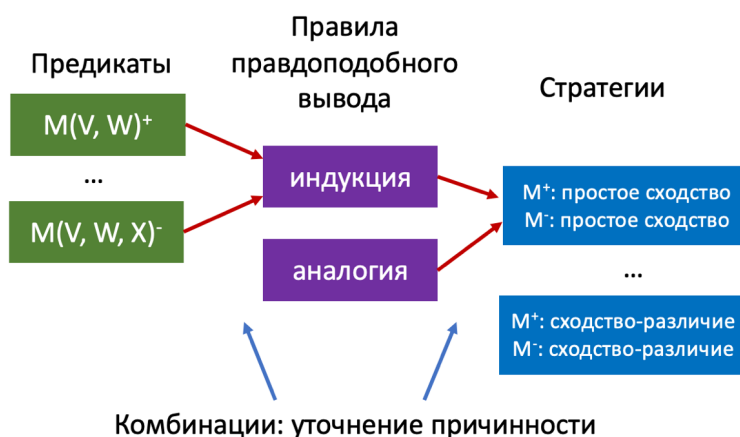 Предикаты
M(V, W)⁺
...
M(V, W, X)⁻
Правила
правдоподобного
вывода
индукция
аналогия
Стратегии
M⁺: простое сходство
M⁻: простое сходство
...
M⁺: сходство-различие
M⁻: сходство-различие
Комбинации: уточнение причинности